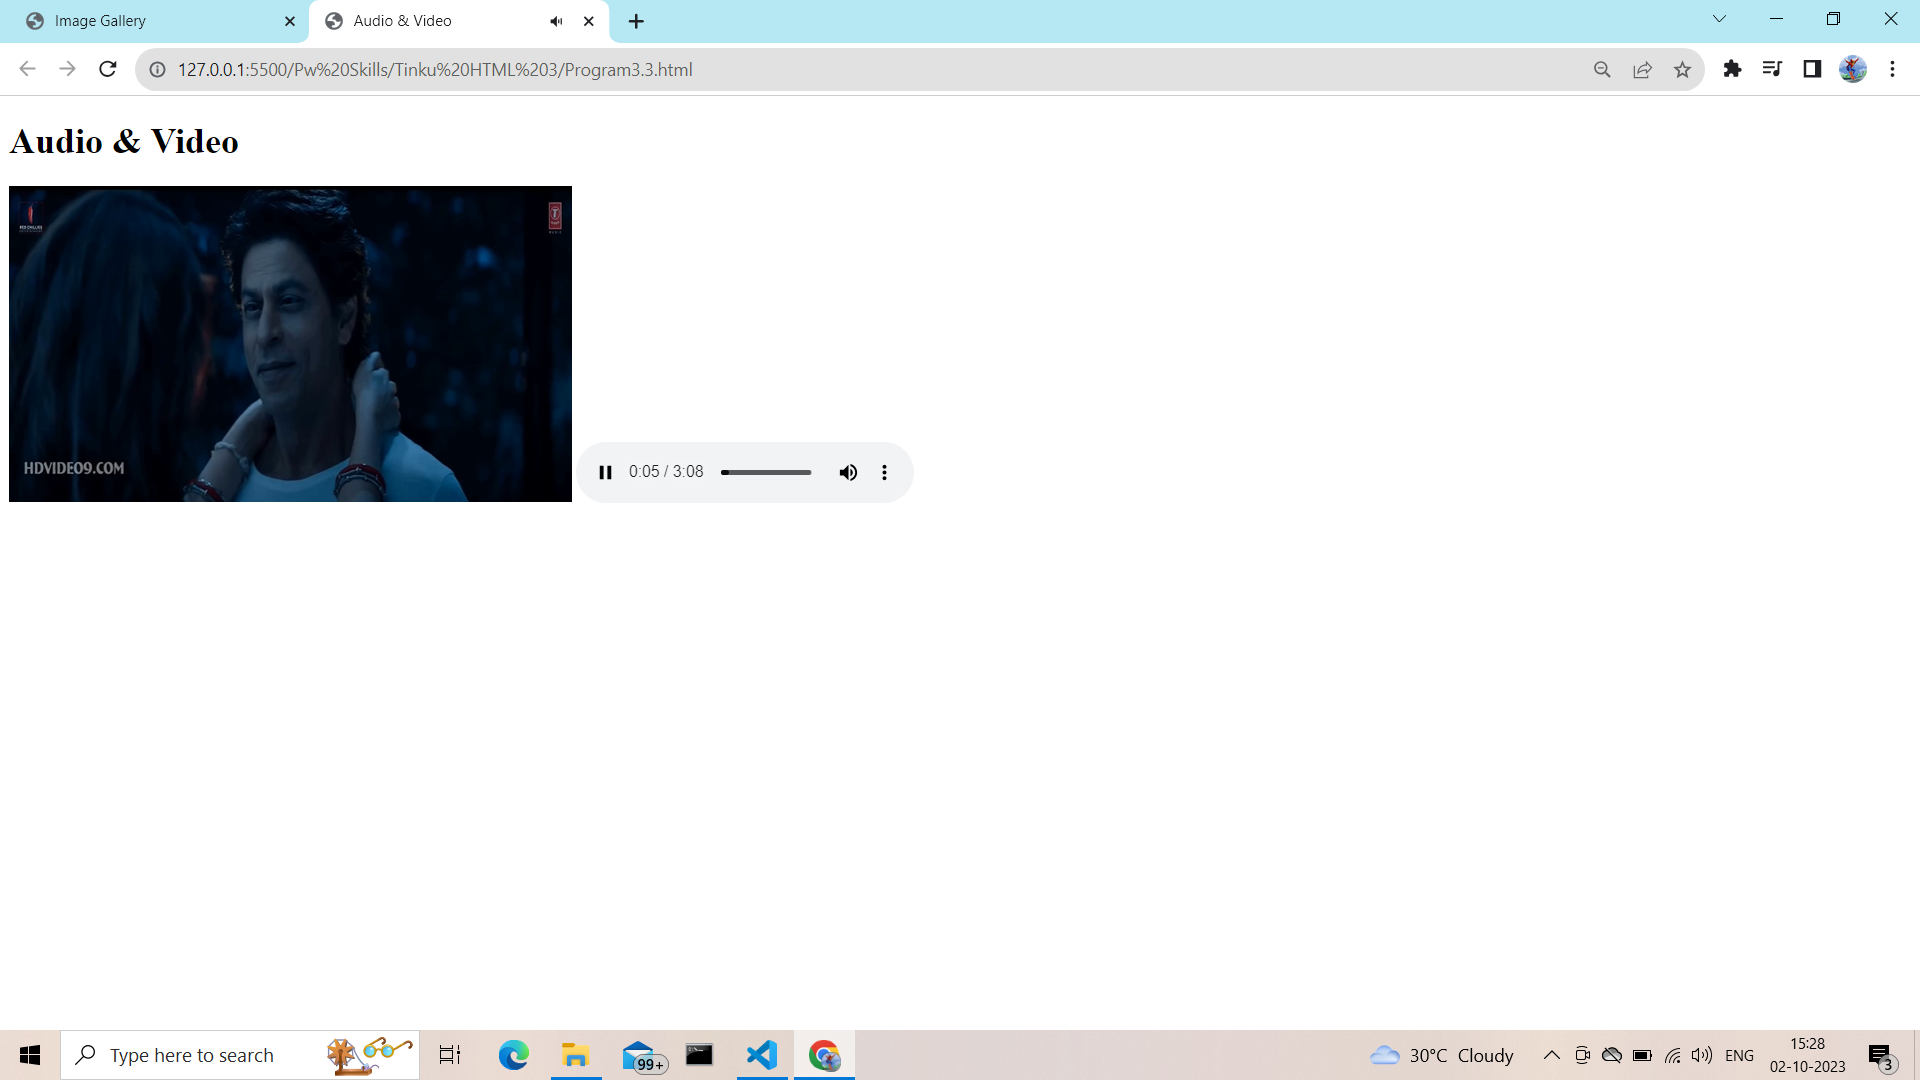 Image Gallery
Audio & Video
127.0.0.1:5500/Pw%20Skills/Tinku%20HTML%203/Program3.3.html
Audio & Video
RED CHILLIES
T
HDVIDEO9.COM
0:05 / 3:08
Type here to search
99+
30°C Cloudy
ENG
15:28
02-10-2023
3